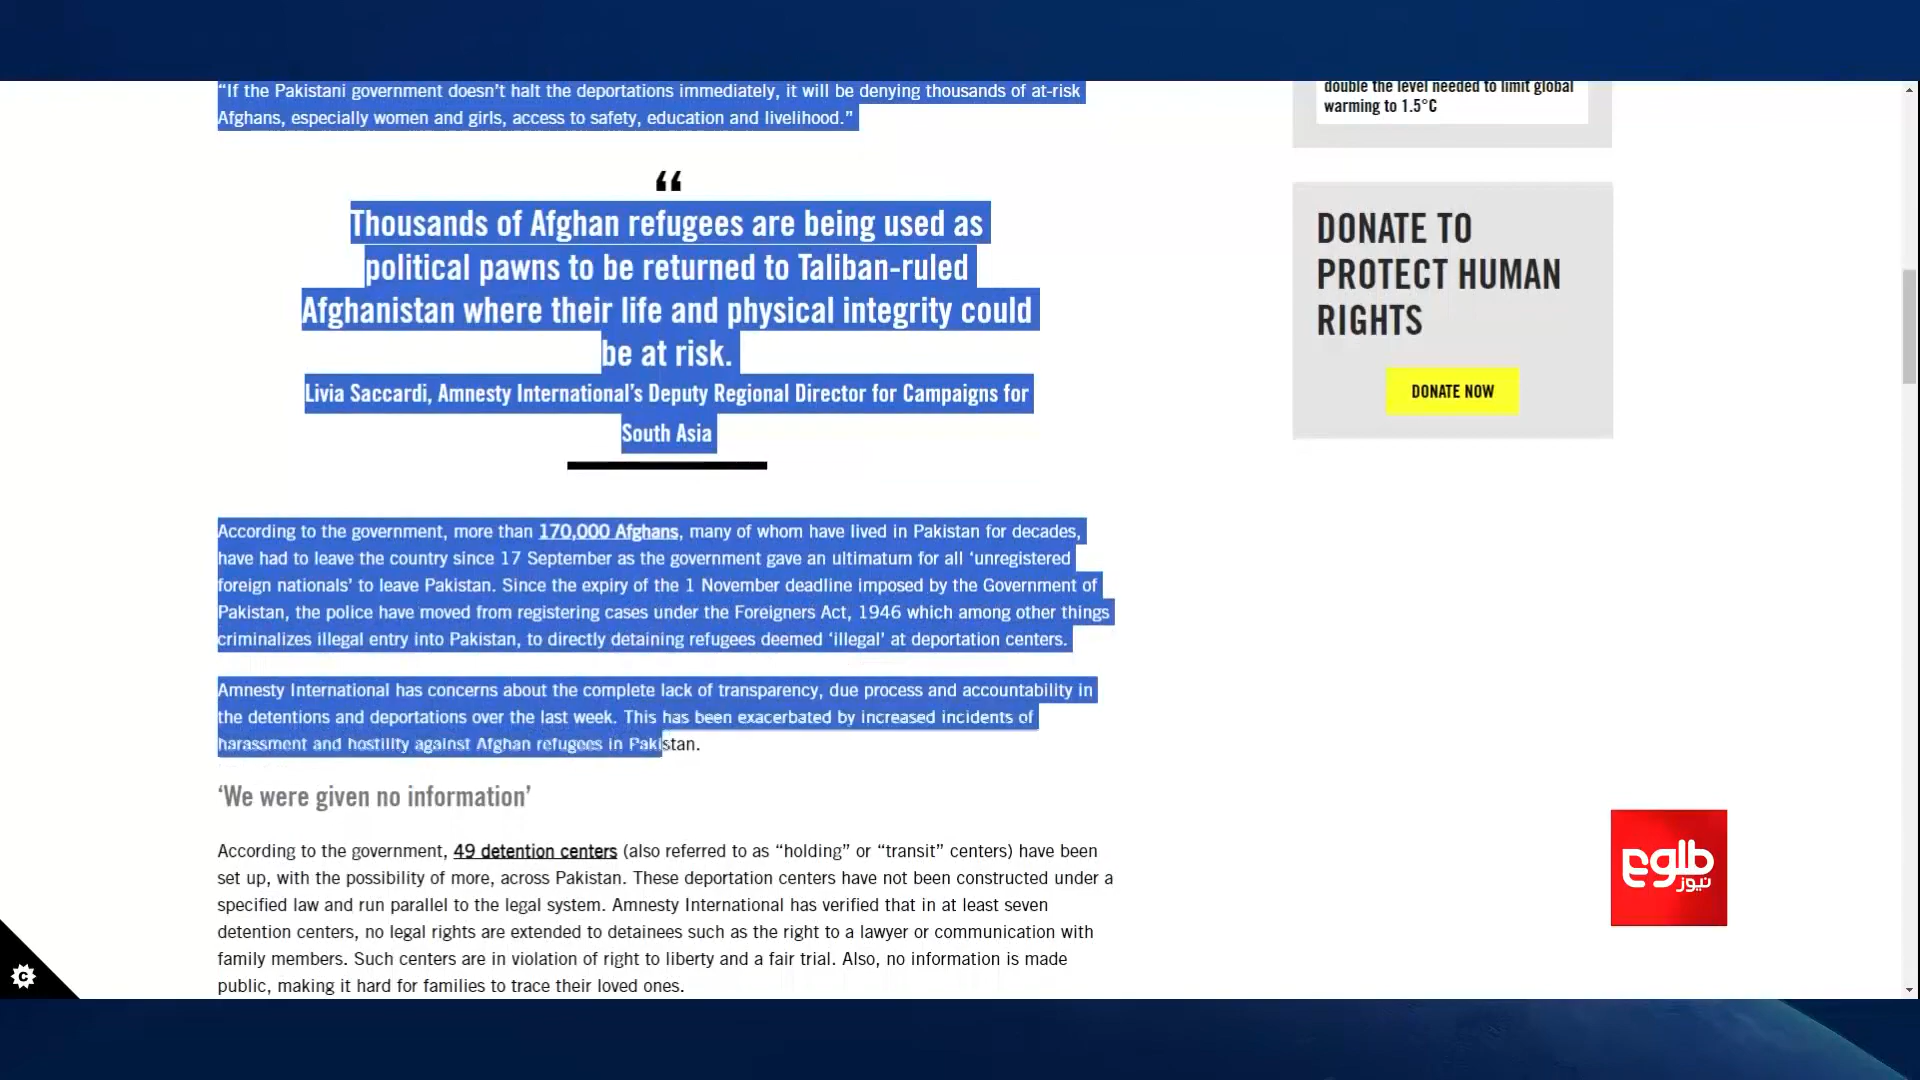 “If the Pakistani government doesn’t halt the deportations immediately, it will be denying thousands of at-risk
Afghans, especially women and girls, access to safety, education and livelihood.”
“
Thousands of Afghan refugees are being used as
political pawns to be returned to Taliban-ruled
Afghanistan where their life and physical integrity could
be at risk.
Livia Saccardi, Amnesty International’s Deputy Regional Director for Campaigns for
South Asia
According to the government, more than 170,000 Afghans, many of whom have lived in Pakistan for decades,
have had to leave the country since 17 September as the government gave an ultimatum for all ‘unregistered
foreign nationals’ to leave Pakistan. Since the expiry of the 1 November deadline imposed by the Government of
Pakistan, the police have moved from registering cases under the Foreigners Act, 1946 which among other things
criminalizes illegal entry into Pakistan, to directly detaining refugees deemed ‘illegal’ at deportation centers.
Amnesty International has concerns about the complete lack of transparency, due process and accountability in
the detentions and deportations over the last week. This has been exacerbated by increased incidents of
harassment and hostility against Afghan refugees in Pakistan.
‘We were given no information’
According to the government, 49 detention centers (also referred to as “holding” or “transit” centers) have been
set up, with the possibility of more, across Pakistan. These deportation centers have not been constructed under a
specified law and run parallel to the legal system. Amnesty International has verified that in at least seven
detention centers, no legal rights are extended to detainees such as the right to a lawyer or communication with
family members. Such centers are in violation of right to liberty and a fair trial. Also, no information is made
public, making it hard for families to trace their loved ones.
double the level needed to limit global
warming to 1.5°C
DONATE TO
PROTECT HUMAN
RIGHTS
DONATE NOW
طلوع
نیوز
C